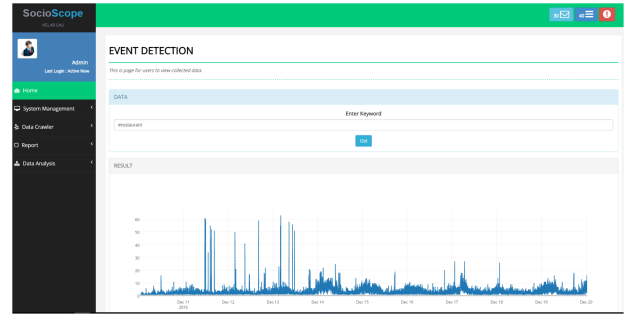 SocioScope
Admin
Last Login : Active Now
Home
System Management
Data Crawler
Report
Data Analysis
EVENT DETECTION
This is page for users to view collected data.
DATA
Enter Keyword
#restaurant
Go!
RESULT
60
50
40
30
20
10
0
Dec 11
2016
Dec 12
Dec 13
Dec 14
Dec 15
Dec 16
Dec 17
Dec 18
Dec 19
Dec 20